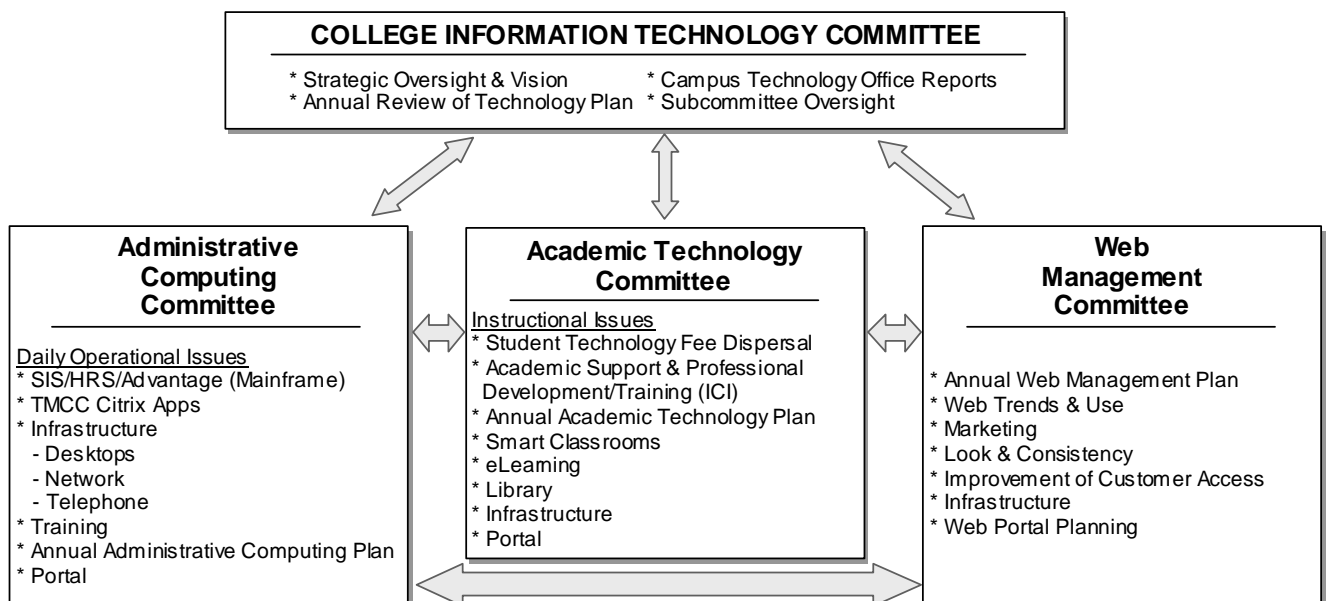 COLLEGE INFORMATION TECHNOLOGY COMMITTEE
* Strategic Oversight & Vision
* Annual Review of Technology Plan
* Campus Technology Office Reports
* Subcommittee Oversight
Administrative
Computing
Committee
Daily Operational Issues
* SIS/HRS/Advantage (Mainframe)
* TMCC Citrix Apps
* Infrastructure
- Desktops
- Network
- Telephone
* Training
* Annual Administrative Computing Plan
* Portal
Academic Technology
Committee
Instructional Issues
* Student Technology Fee Dispersal
* Academic Support & Professional
Development/Training (ICI)
* Annual Academic Technology Plan
* Smart Classrooms
* eLearning
* Library
* Infrastructure
* Portal
Web
Management
Committee
* Annual Web Management Plan
* Web Trends & Use
* Marketing
* Look & Consistency
* Improvement of Customer Access
* Infrastructure
* Web Portal Planning